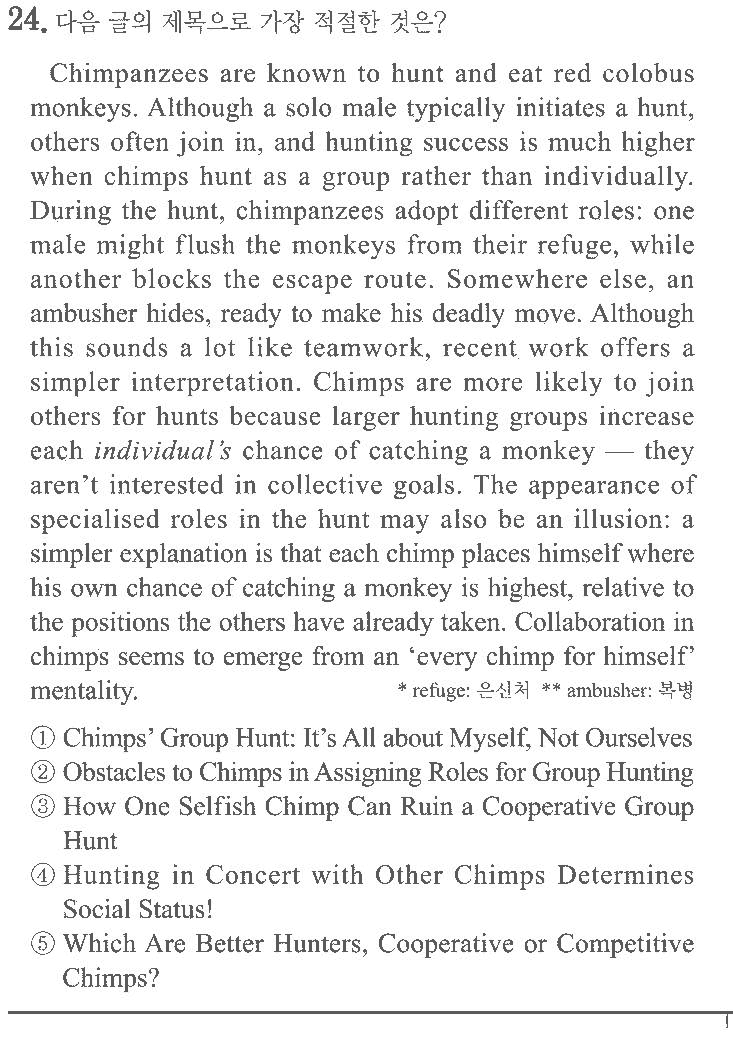 24. 다음 글의 제목으로 가장 적절한 것은?
Chimpanzees are known to hunt and eat red colobus
monkeys. Although a solo male typically initiates a hunt,
others often join in, and hunting success is much higher
when chimps hunt as a group rather than individually.
During the hunt, chimpanzees adopt different roles: one
male might flush the monkeys from their refuge, while
another blocks the escape route. Somewhere else, an
ambusher hides, ready to make his deadly move. Although
this sounds a lot like teamwork, recent work offers a
simpler interpretation. Chimps are more likely to join
others for hunts because larger hunting groups increase
each individual's chance of catching a monkey — they
aren't interested in collective goals. The appearance of
specialised roles in the hunt may also be an illusion: a
simpler explanation is that each chimp places himself where
his own chance of catching a monkey is highest, relative to
the positions the others have already taken. Collaboration in
chimps seems to emerge from an 'every chimp for himself'
mentality. * refuge: 은신처 ** ambusher: 복병
① Chimps' Group Hunt: It's All about Myself, Not Ourselves
② Obstacles to Chimps in Assigning Roles for Group Hunting
③ How One Selfish Chimp Can Ruin a Cooperative Group
Hunt
④ Hunting in Concert with Other Chimps Determines
Social Status!
⑤ Which Are Better Hunters, Cooperative or Competitive
Chimps?